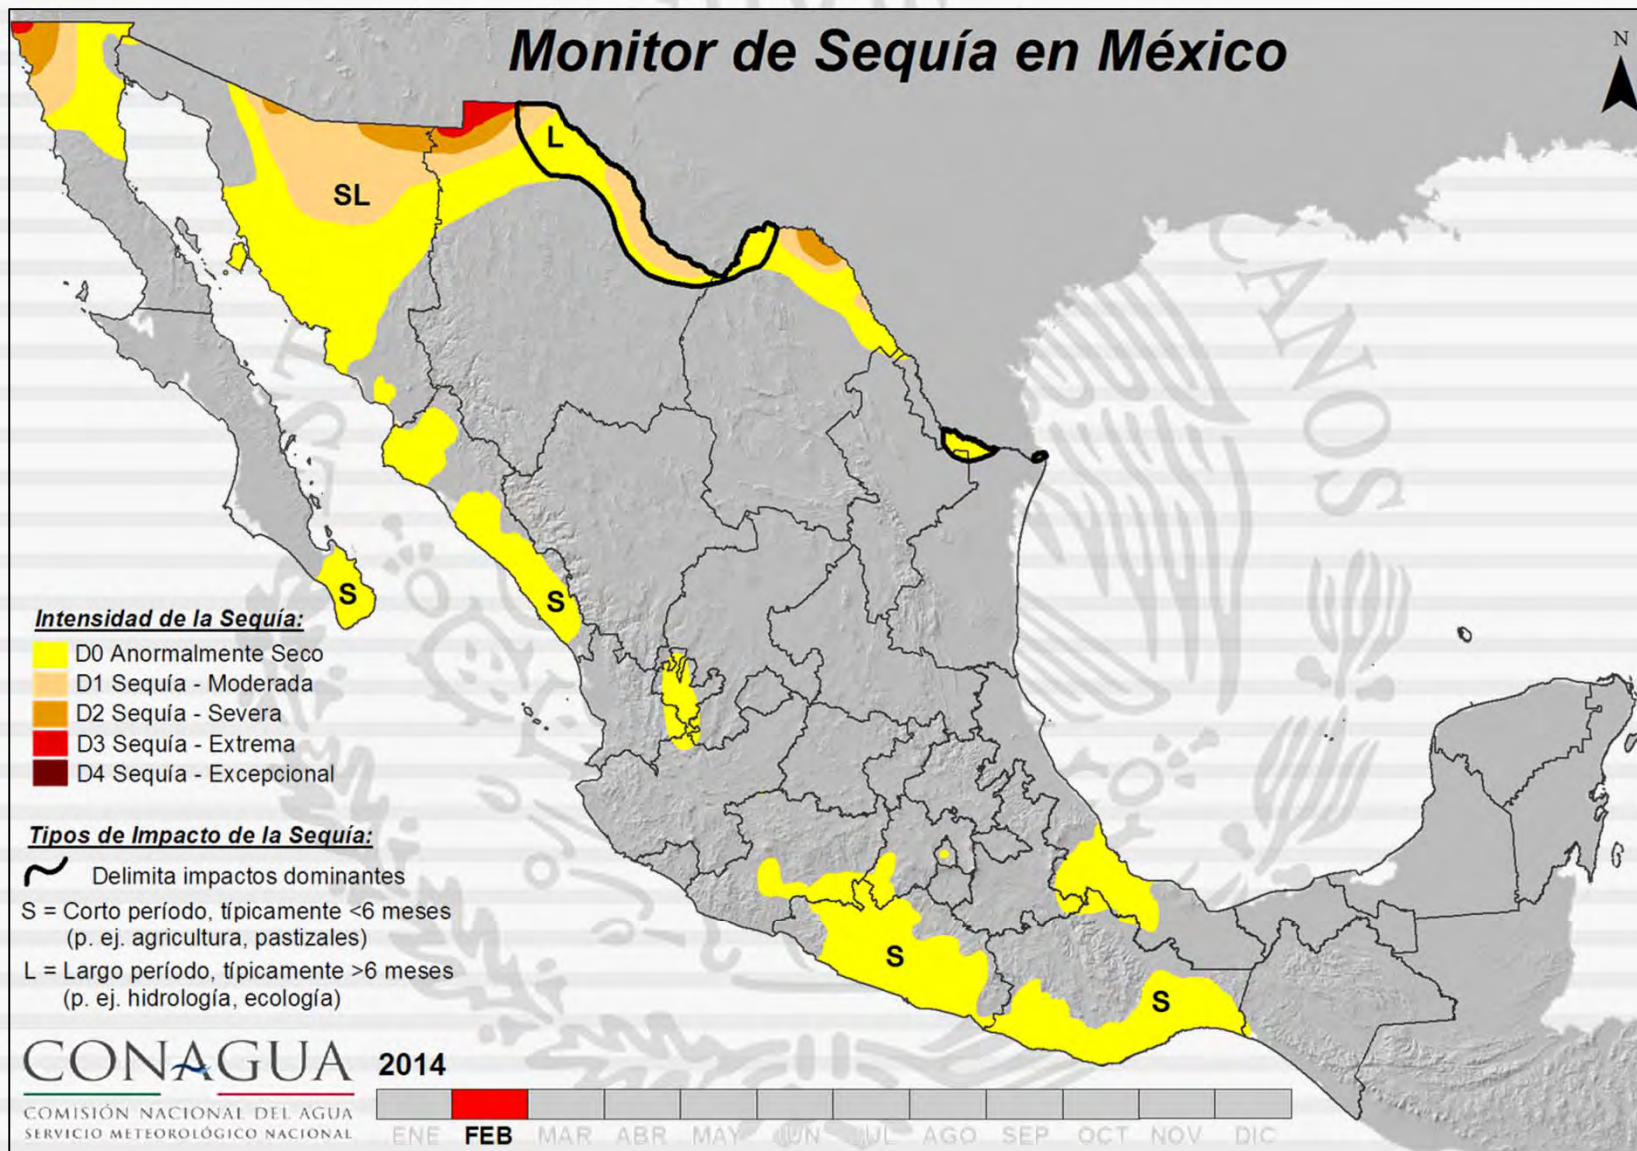 Monitor de Sequía en México
N
L
SL
S
S
S
S
Intensidad de la Sequía:
D0 Anormalmente Seco
D1 Sequía - Moderada
D2 Sequía - Severa
D3 Sequía - Extrema
D4 Sequía - Excepcional
Tipos de Impacto de la Sequía:
Delimita impactos dominantes
S = Corto período, típicamente <6 meses
(p. ej. agricultura, pastizales)
L = Largo período, típicamente >6 meses
(p. ej. hidrología, ecología)
CONAGUA
COMISIÓN NACIONAL DEL AGUA
SERVICIO METEOROLÓGICO NACIONAL
2014
ENE FEB MAR ABR MAY JUN JUL AGO SEP OCT NOV DIC
CANOS
EST